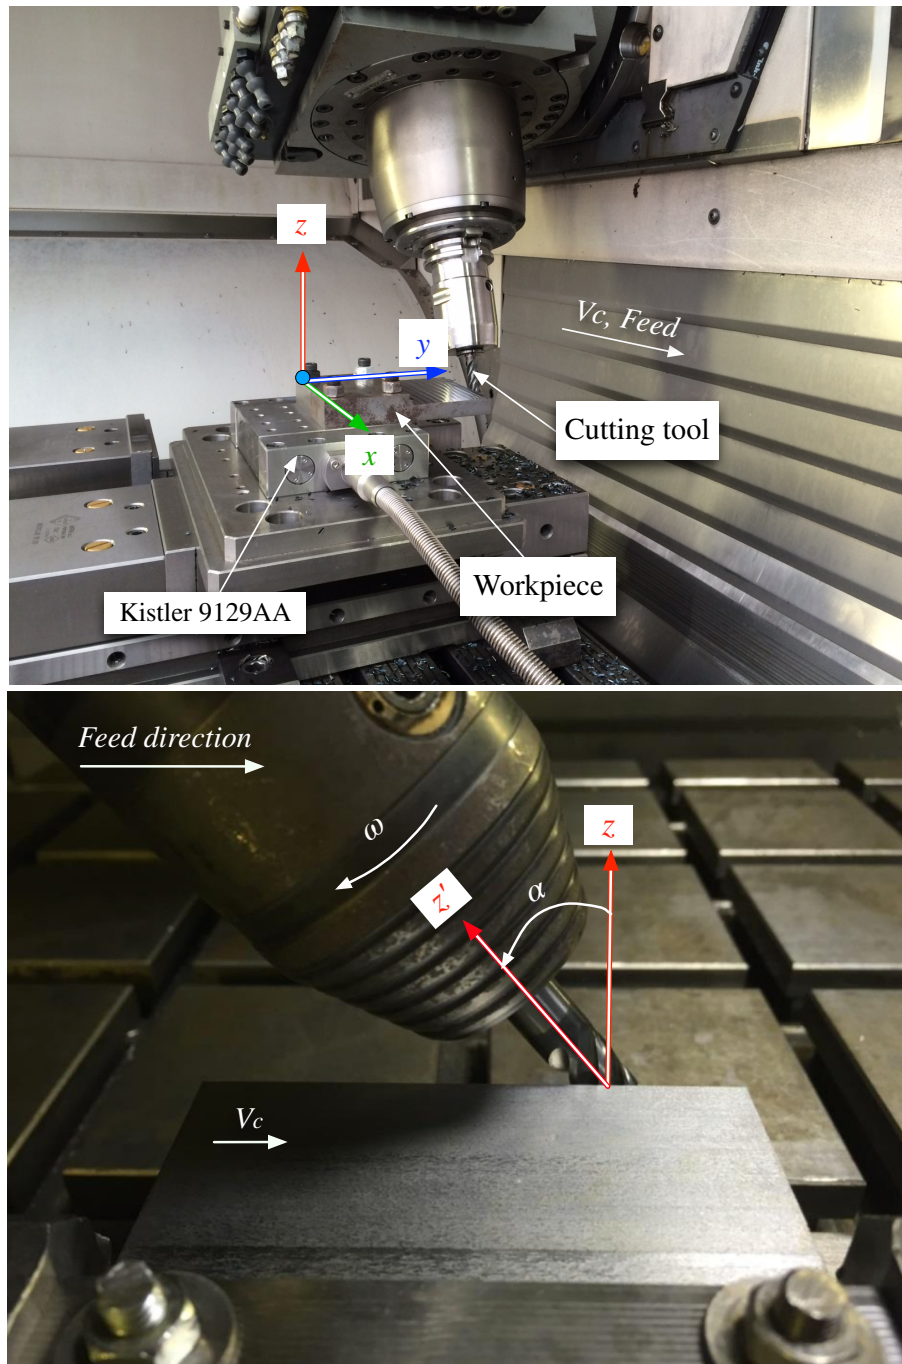 z
Vc, Feed
y
Cutting tool
x
Workpiece
Kistler 9129AA
Feed direction
z
ω
α
z'
Vc